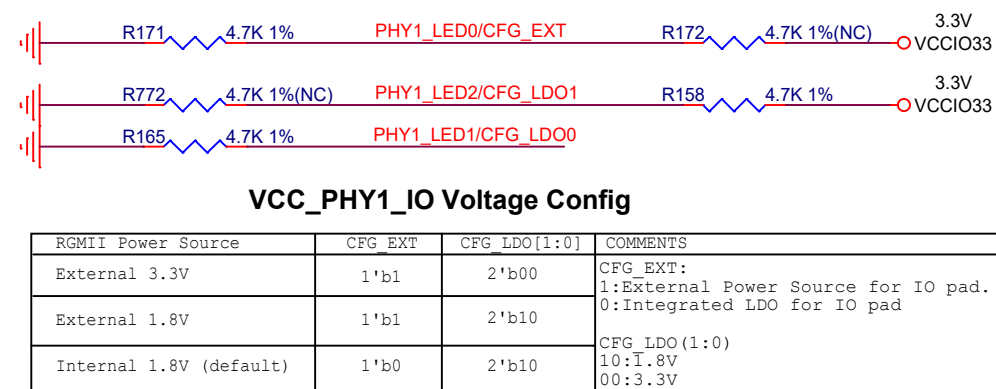 R171 4.7K 1% PHY1_LED0/CFG_EXT R172 4.7K 1%(NC) 3.3V
VCCIO33
R772 4.7K 1%(NC) PHY1_LED2/CFG_LDO1 R158 4.7K 1% 3.3V
VCCIO33
R165 4.7K 1% PHY1_LED1/CFG_LDO0
VCC_PHY1_IO Voltage Config
RGMII Power Source CFG_EXT CFG_LDO[1:0] COMMENTS
External 3.3V 1'b1 2'b00
External 1.8V 1'b1 2'b10
Internal 1.8V (default) 1'b0 2'b10
CFG_EXT:
1:External Power Source for IO pad.
0:Integrated LDO for IO pad
CFG_LDO(1:0)
10:1.8V
00:3.3V